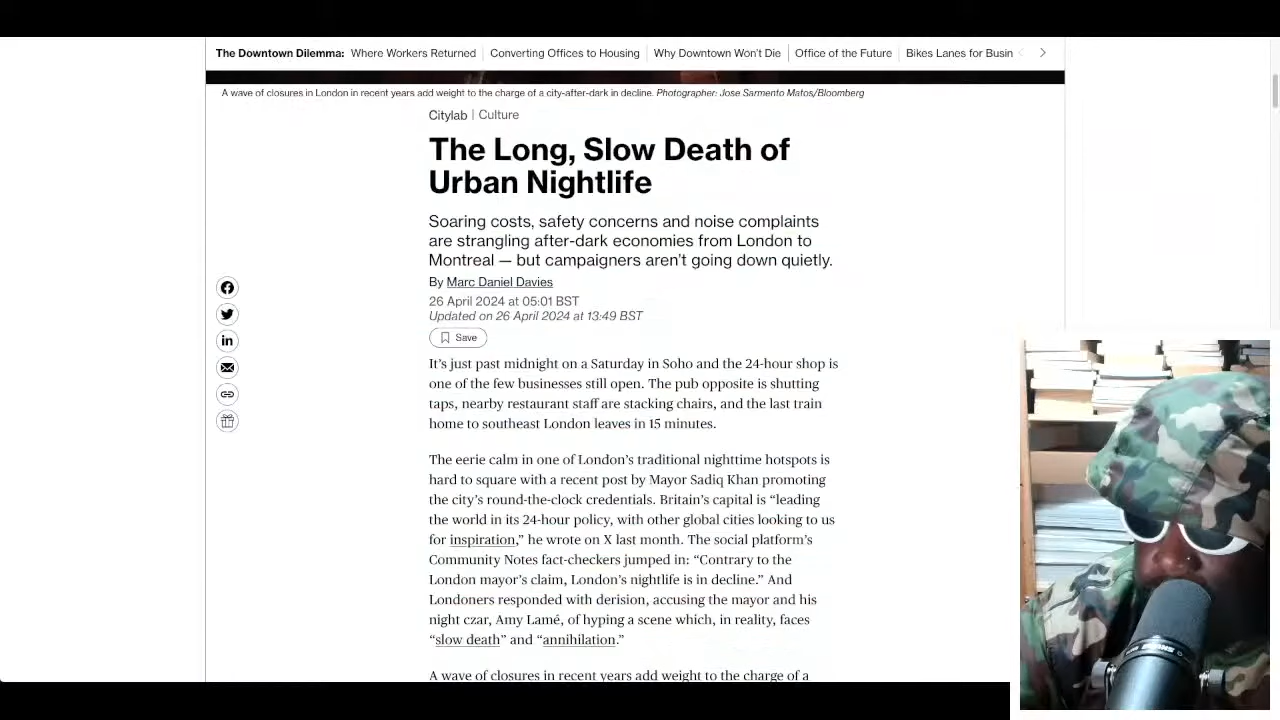 The Downtown Dilemma: Where Workers Returned Converting Offices to Housing Why Downtown Won't Die Office of the Future Bikes Lanes for Busin
A wave of closures in London in recent years add weight to the charge of a city-after-dark in decline. Photographer: Jose Sarmento Matos/Bloomberg
Citylab | Culture
The Long, Slow Death of
Urban Nightlife
Soaring costs, safety concerns and noise complaints
are strangling after-dark economies from London to
Montreal — but campaigners aren't going down quietly.
By Marc Daniel Davies
26 April 2024 at 05:01 BST
Updated on 26 April 2024 at 13:49 BST
Save
It's just past midnight on a Saturday in Soho and the 24-hour shop is
one of the few businesses still open. The pub opposite is shutting
taps, nearby restaurant staff are stacking chairs, and the last train
home to southeast London leaves in 15 minutes.
The eerie calm in one of London's traditional nighttime hotspots is
hard to square with a recent post by Mayor Sadiq Khan promoting
the city's round-the-clock credentials. Britain's capital is “leading
the world in its 24-hour policy, with other global cities looking to us
for inspiration,” he wrote on X last month. The social platform's
Community Notes fact-checkers jumped in: “Contrary to the
London mayor's claim, London's nightlife is in decline.” And
Londoners responded with derision, accusing the mayor and his
night czar, Amy Lamé, of hyping a scene which, in reality, faces
“slow death” and “annihilation.”
A wave of closures in recent years add weight to the charge of a